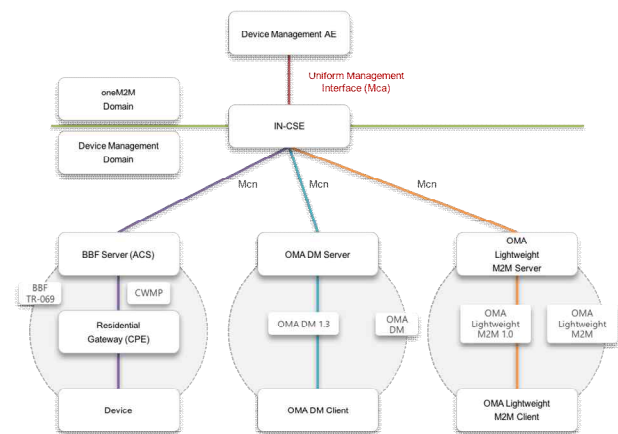 Device Management AE
Uniform Management
Interface (Mca)
oneM2M
Domain
IN-CSE
Device Management
Domain
Mcn
Mcn
Mcn
BBF Server (ACS)
OMA DM Server
OMA
Lightweight
M2M Server
BBF
TR-069
CWMP
Residential
Gateway (CPE)
OMA DM 1.3
OMA
DM
OMA
Lightweight
M2M 1.0
OMA
Lightweight
M2M
Device
OMA DM Client
OMA Lightweight
M2M Client